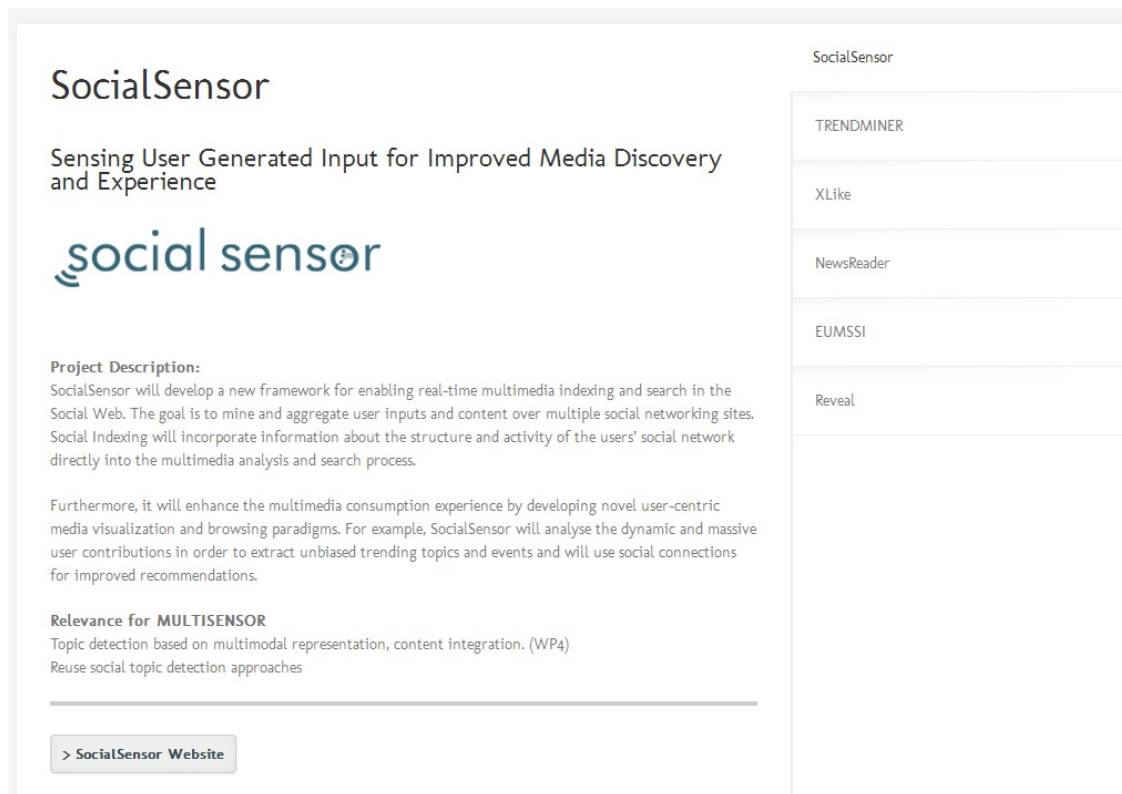 SocialSensor
Sensing User Generated Input for Improved Media Discovery
and Experience
social sensor
Project Description:
SocialSensor will develop a new framework for enabling real-time multimedia indexing and search in the
Social Web. The goal is to mine and aggregate user inputs and content over multiple social networking sites.
Social Indexing will incorporate information about the structure and activity of the users’ social network
directly into the multimedia analysis and search process.
Furthermore, it will enhance the multimedia consumption experience by developing novel user-centric
media visualization and browsing paradigms. For example, SocialSensor will analyse the dynamic and massive
user contributions in order to extract unbiased trending topics and events and will use social connections
for improved recommendations.
Relevance for MULTISENSOR
Topic detection based on multimodal representation, content integration. (WP4)
Reuse social topic detection approaches
> SocialSensor Website
SocialSensor
TRENDMINER
XLike
NewsReader
EUMSSI
Reveal